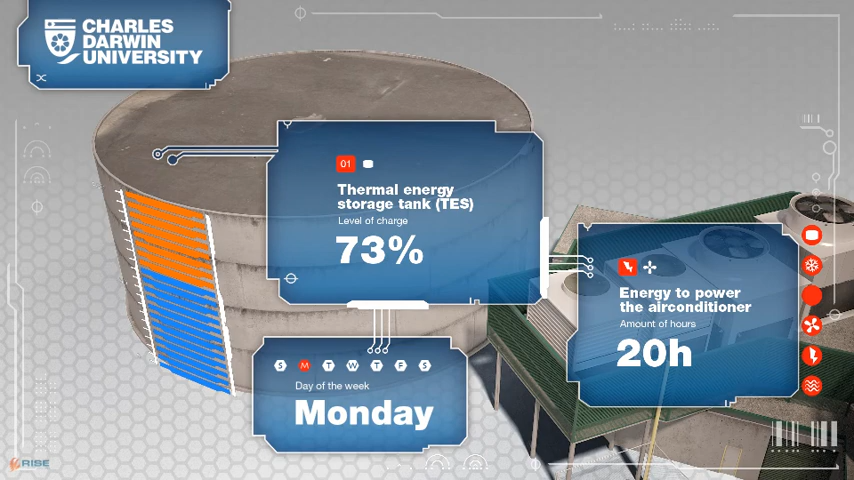 CHARLES
DARWIN
UNIVERSITY
01
Thermal energy
storage tank (TES)
Level of charge
73%
Energy to power
the airconditioner
Amount of hours
20h
S M T W T F S
Day of the week
Monday
RISE